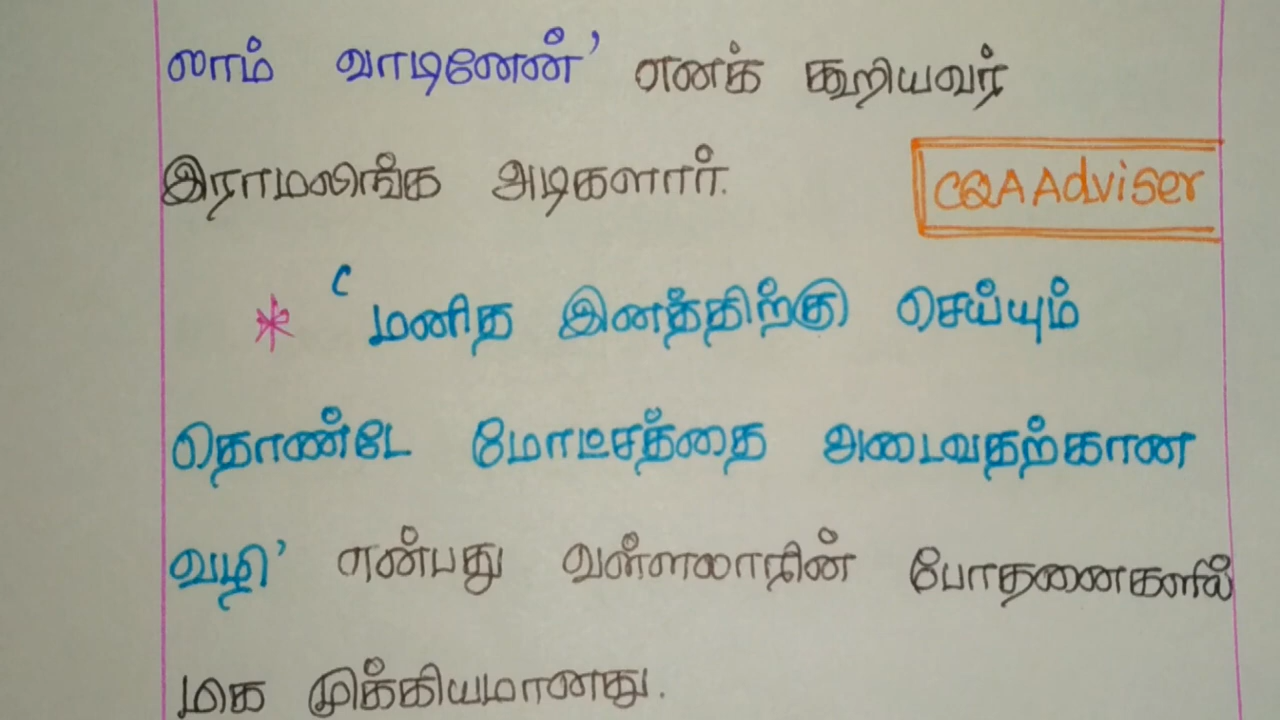 லாம் வாடினேன்’ எனக் கூறியவர்
இராமலிங்க அடிகளார்.
CQA Adviser
* ‘மனித இனத்திற்கு செய்யும்
தொண்டே மோட்சத்தை அடைவதற்கான
வழி’ என்பது வள்ளலாரின் போதனைகளில்
மிக முக்கியமானது.